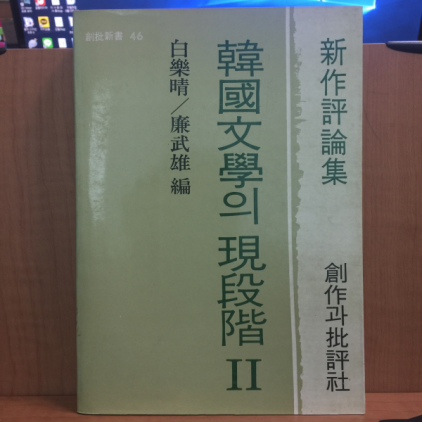 創批新書 46
新作評論集
韓國文學의 現段階 II
白樂晴／廉武雄 編
創作과批評社